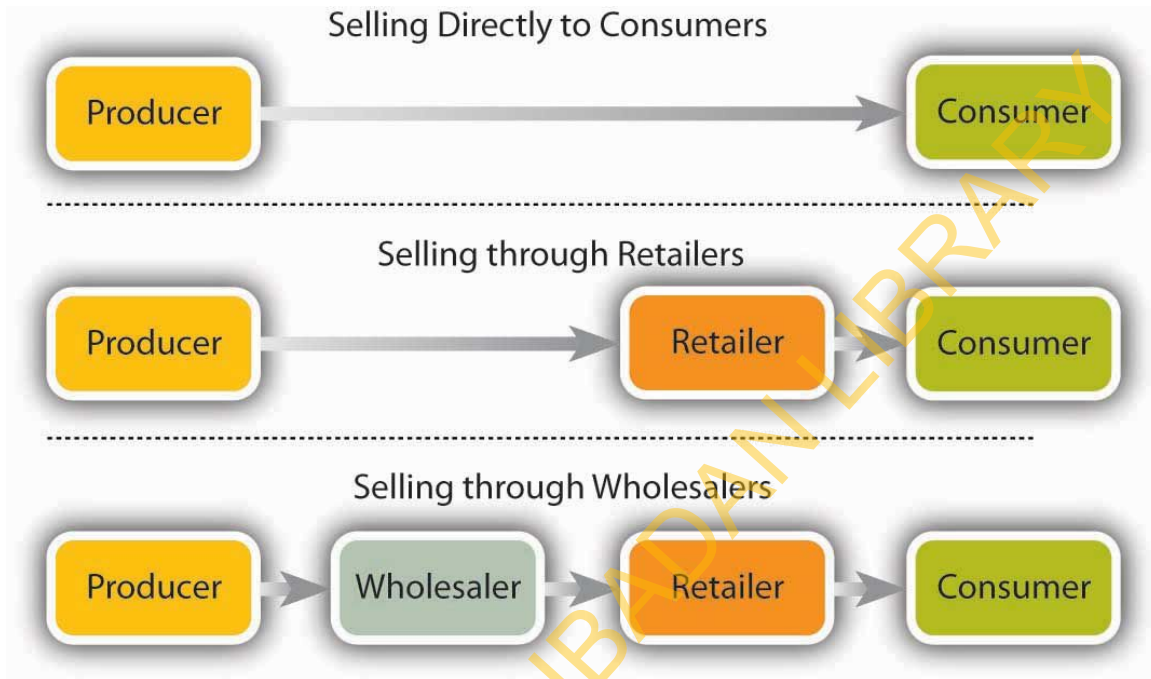 Selling Directly to Consumers
Producer
Consumer
Selling through Retailers
Producer
Retailer
Consumer
Selling through Wholesalers
Producer
Wholesaler
Retailer
Consumer
IBADAN LIBRARY